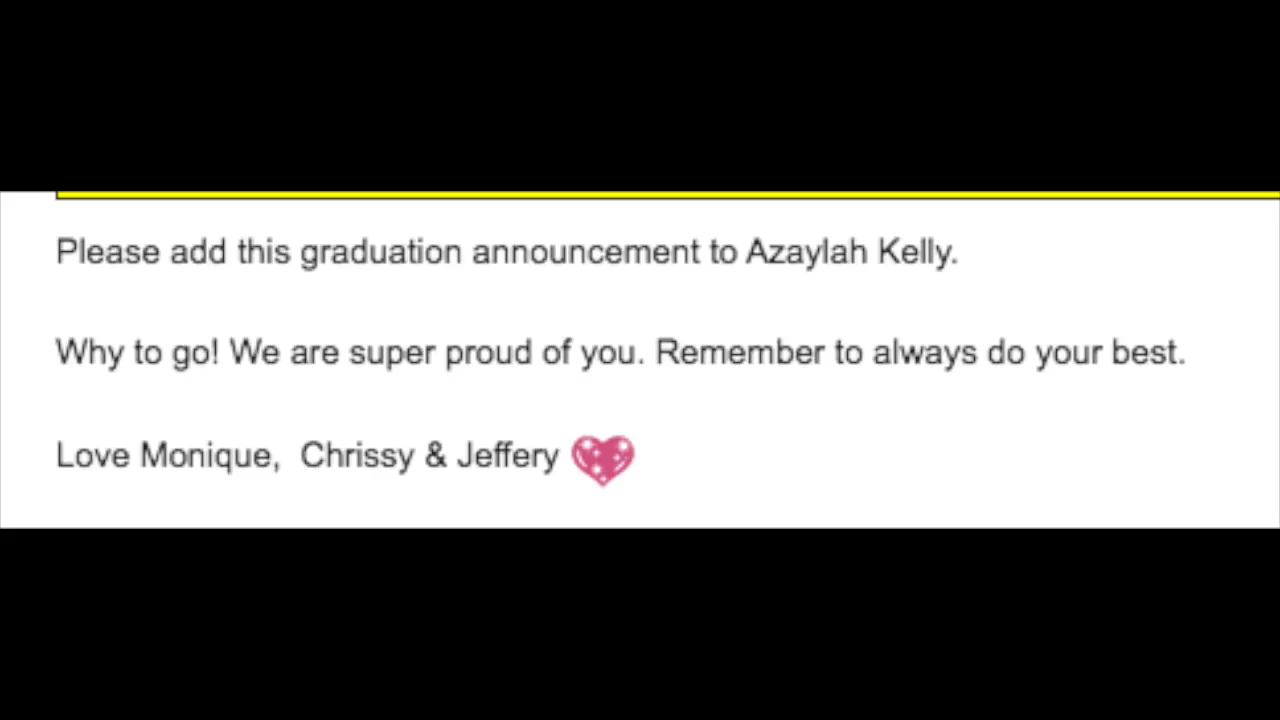 Please add this graduation announcement to Azaylah Kelly.
Why to go! We are super proud of you. Remember to always do your best.
Love Monique,  Chrissy & Jeffery